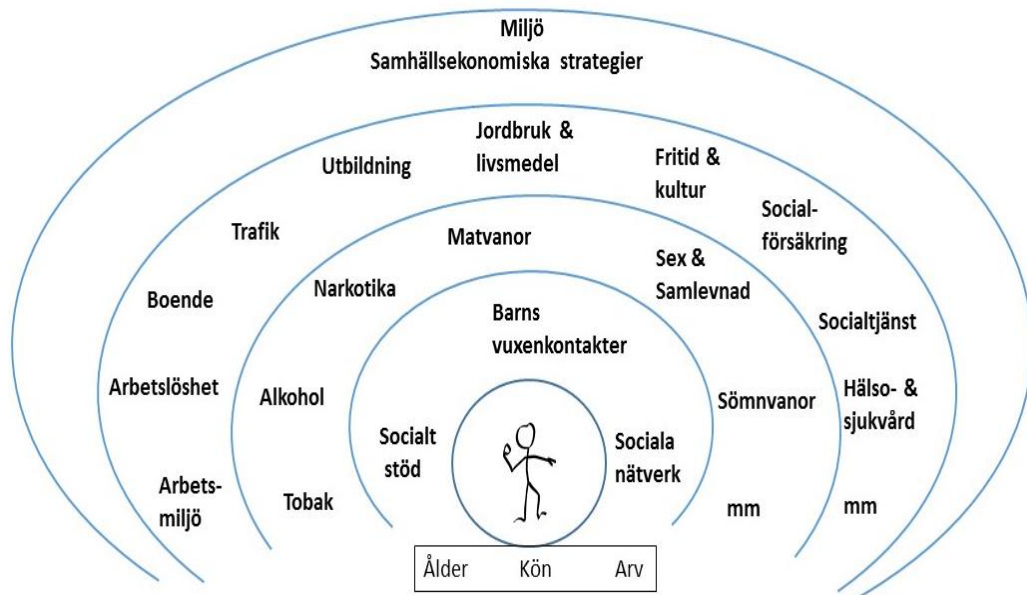 Miljö
Samhällsekonomiska strategier
Jordbruk &
livsmedel
Utbildning
Fritid &
kultur
Trafik
Social-
försäkring
Boende
Socialtjänst
Arbetslöshet
Hälso- &
sjukvård
Arbets-
miljö
mm
Matvanor
Narkotika
Sex &
Samlevnad
Alkohol
Sömnvanor
Tobak
mm
Barns
vuxenkontakter
Socialt
stöd
Sociala
nätverk
Ålder Kön Arv